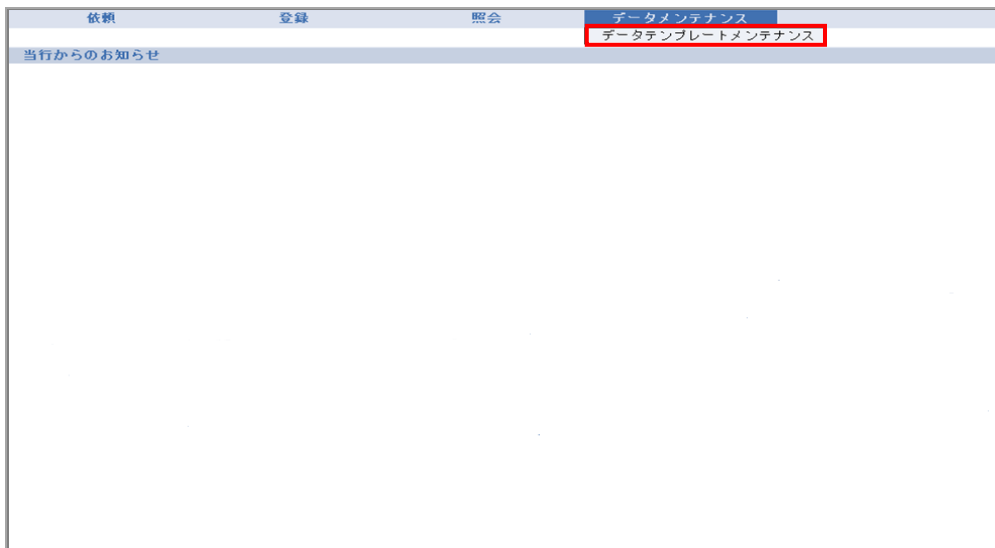 依頼 登録 照会 データメンテナンス
データテンプレートメンテナンス
当行からのお知らせ